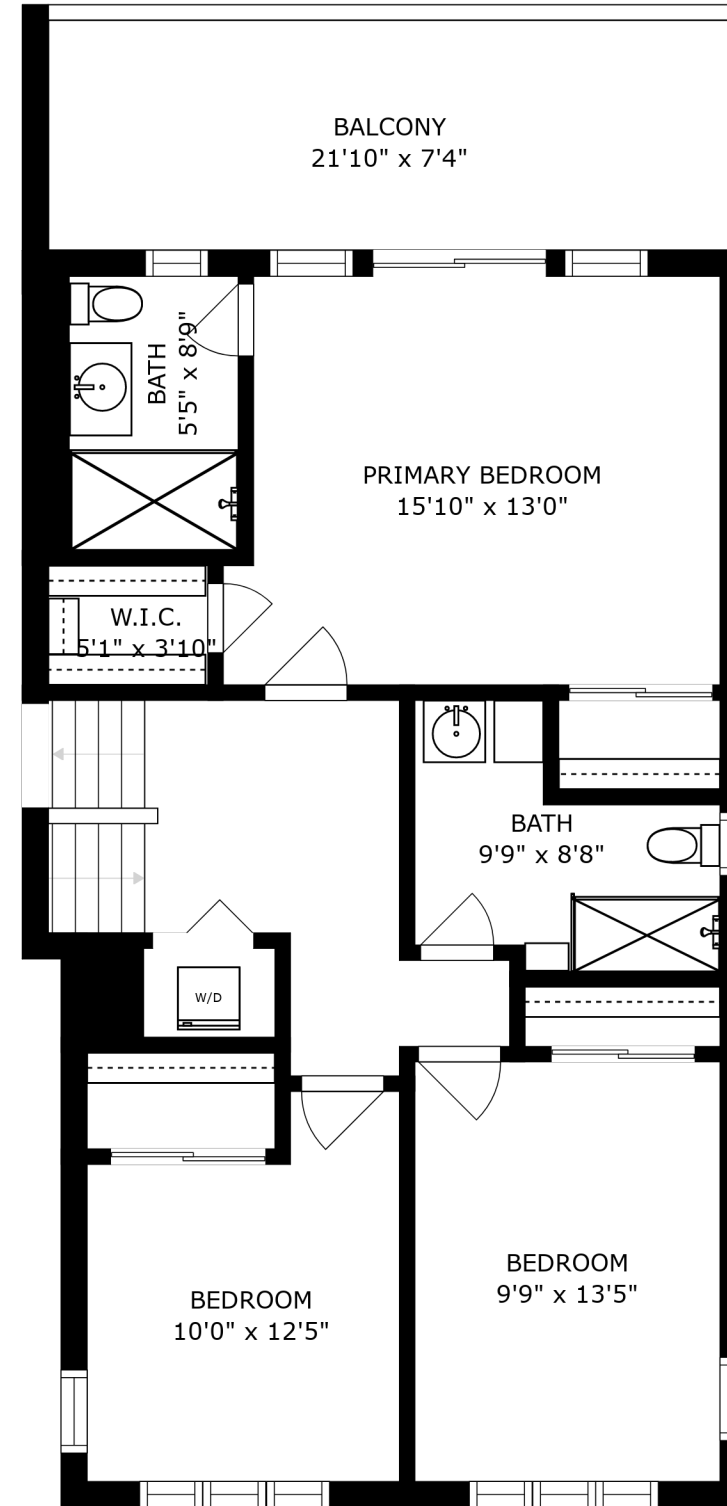 BALCONY
21'10" x 7'4"
BATH
5'5" x 8'9"
PRIMARY BEDROOM
15'10" x 13'0"
W.I.C.
5'1" x 3'10"
BATH
9'9" x 8'8"
W/D
BEDROOM
9'9" x 13'5"
BEDROOM
10'0" x 12'5"